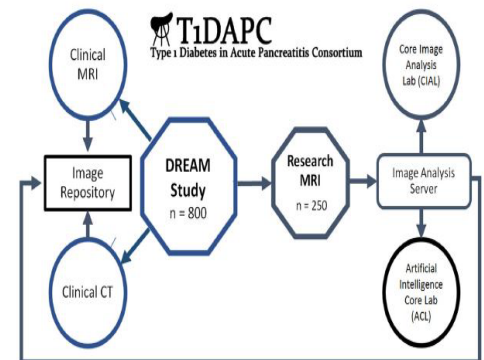 T1DAPC
Type 1 Diabetes in Acute Pancreatitis Consortium
Clinical
MRI
Image
Repository
Clinical CT
DREAM
Study
n = 800
Research
MRI
n = 250
Core Image
Analysis
Lab (CIAL)
Image Analysis
Server
Artificial
Intelligence
Core Lab
(ACL)